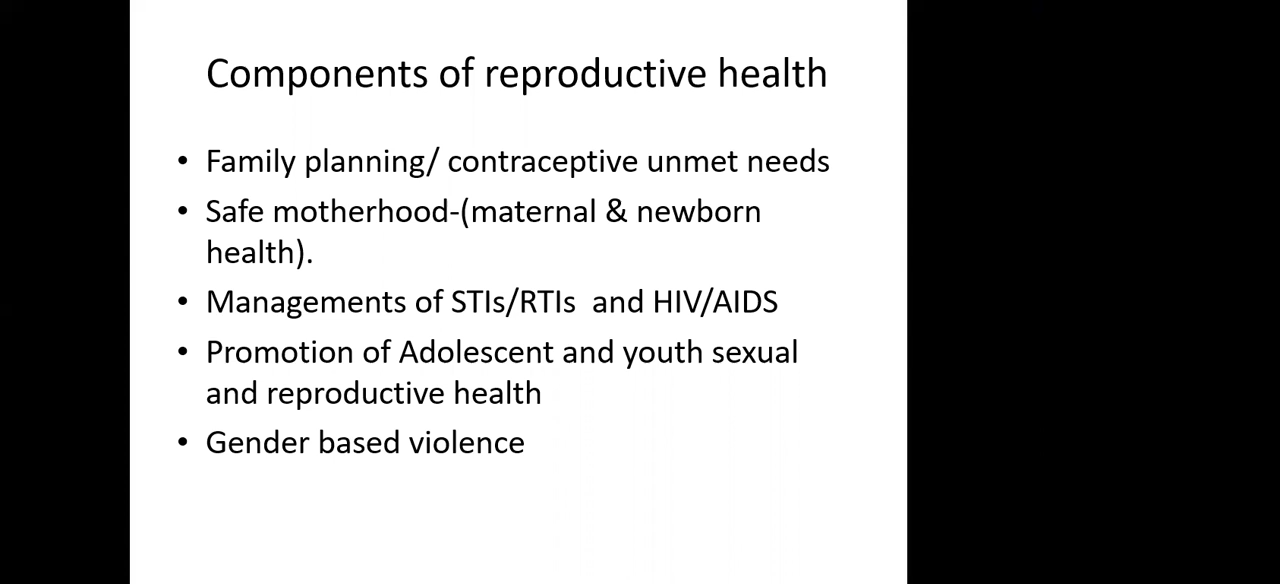 Components of reproductive health
• Family planning/ contraceptive unmet needs
• Safe motherhood-(maternal & newborn
health).
• Managements of STIs/RTIs  and HIV/AIDS
• Promotion of Adolescent and youth sexual
and reproductive health
• Gender based violence